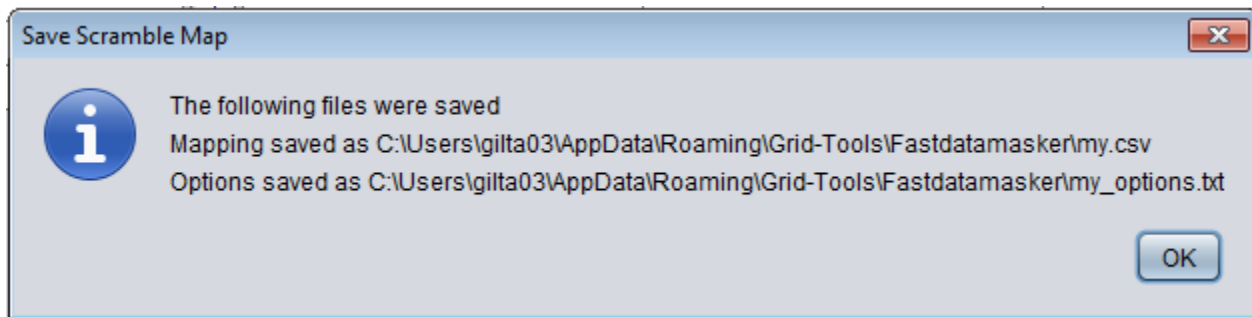 Save Scramble Map
The following files were saved
Mapping saved as C:\Users\gilta03\AppData\Roaming\Grid-Tools\Fastdatamasker\my.csv
Options saved as C:\Users\gilta03\AppData\Roaming\Grid-Tools\Fastdatamasker\my_options.txt
OK